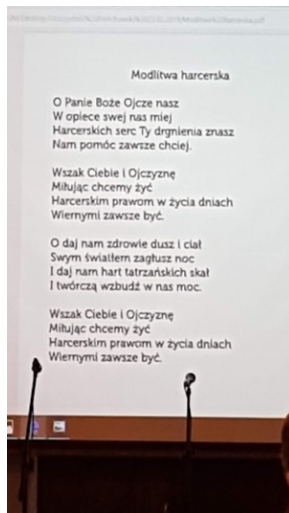 Modlitwa harcerska
O Panie Boże Ojcze nasz
W opiece swej nas miej
Harcerskich serc Ty drgnienia znasz
Nam pomóc zawsze chciej.
Wszak Ciebie i Ojczyznę
Miłując chcemy żyć
Harcerskim prawom w życia dniach
Wiernymi zawsze być.
O daj nam zdrowie dusz i ciał
Swym światłem zagłusz noc
I daj nam hart tatrzańskich skał
I twórczą wzbudź w nas moc.
Wszak Ciebie i Ojczyznę
Miłując chcemy żyć
Harcerskim prawom w życia dniach
Wiernymi zawsze być.